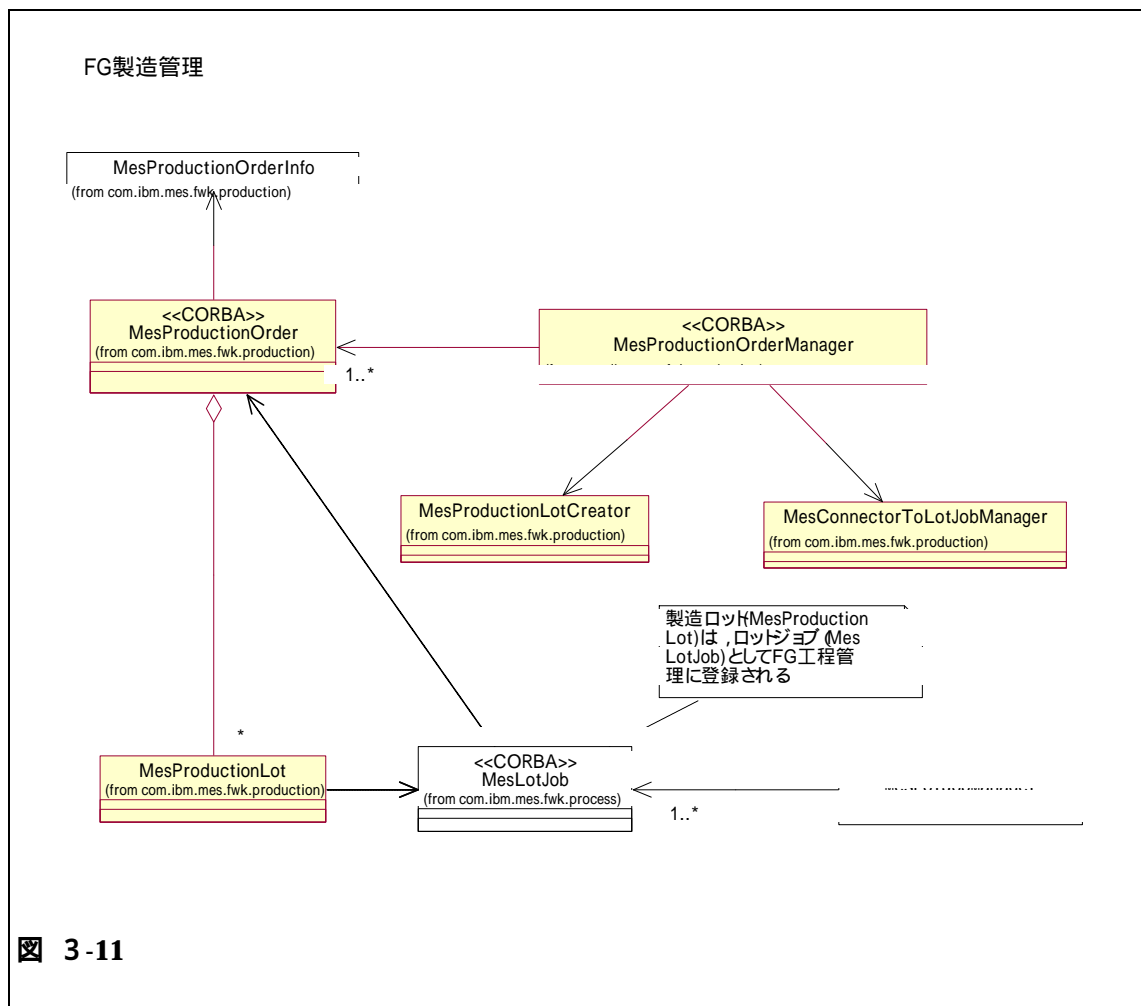 FG製造管理
MesProductionOrderInfo
(from com.ibm.mes.fwk.production)
<<CORBA>>
MesProductionOrder
(from com.ibm.mes.fwk.production)
1..*
<<CORBA>>
MesProductionOrderManager
MesProductionLotCreator
(from com.ibm.mes.fwk.production)
MesConnectorToLotJobManager
(from com.ibm.mes.fwk.production)
製造ロット(MesProduction
Lot)は,ロットジョブ(Mes
LotJob)としてFG工程管
理に登録される
*
MesProductionLot
(from com.ibm.mes.fwk.production)
<<CORBA>>
MesLotJob
(from com.ibm.mes.fwk.process)
1..*
図 3-11